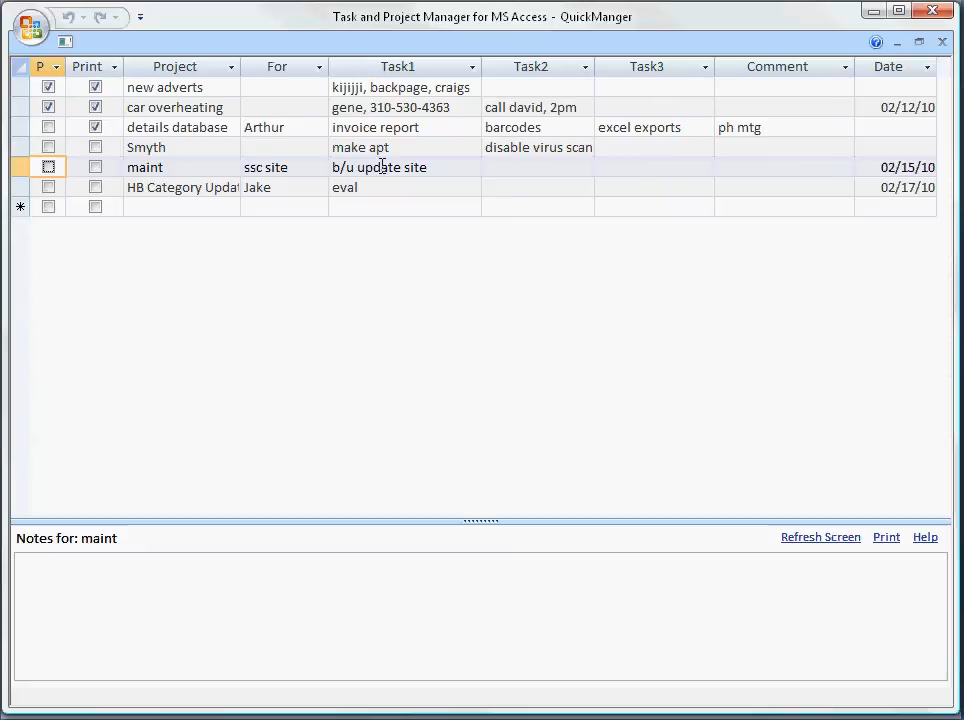 Task and Project Manager for MS Access - QuickManger
P Print Project For Task1 Task2 Task3 Comment Date
new adverts kijijji, backpage, craigs
car overheating gene, 310-530-4363 call david, 2pm 02/12/10
details database Arthur invoice report barcodes excel exports ph mtg
Smyth make apt disable virus scan
maint ssc site b/u update site 02/15/10
HB Category Updat Jake eval 02/17/10
Notes for: maint Refresh Screen Print Help